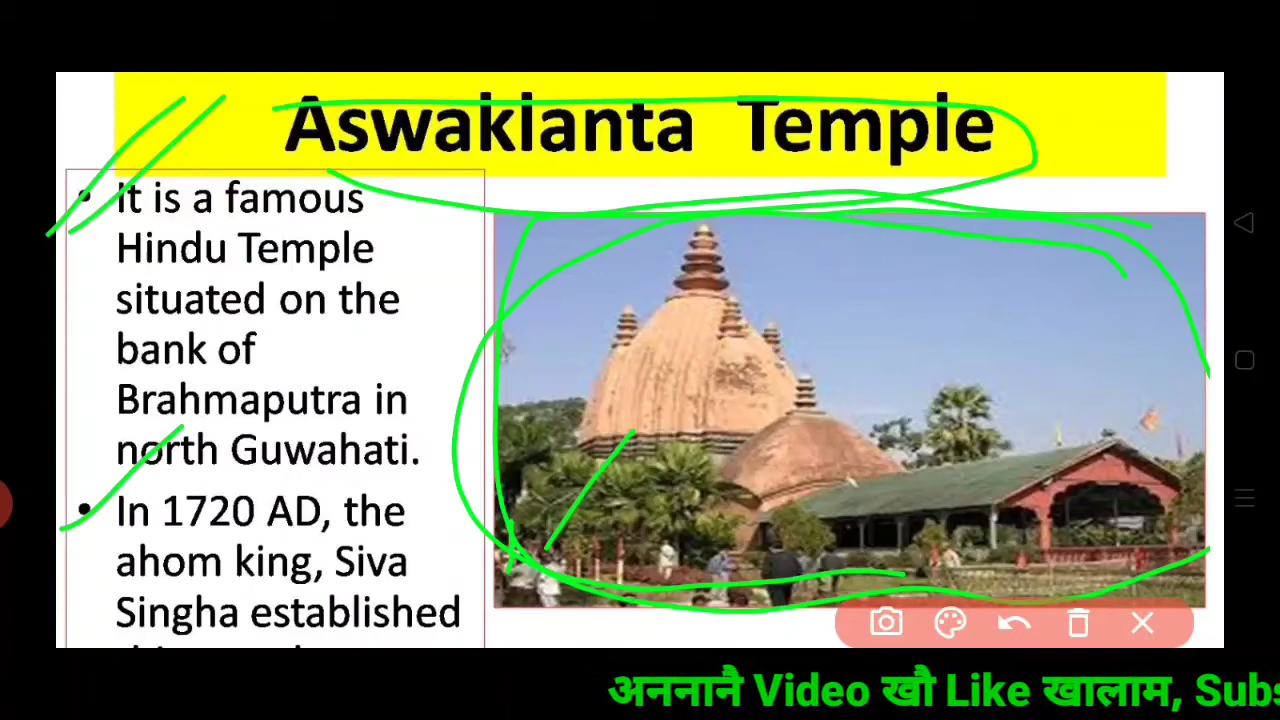 Aswaklanta Temple
• It is a famous
Hindu Temple
situated on the
bank of
Brahmaputra in
north Guwahati.
• In 1720 AD, the
ahom king, Siva
Singha established
अननानै Video खौ Like खालाम, Subs